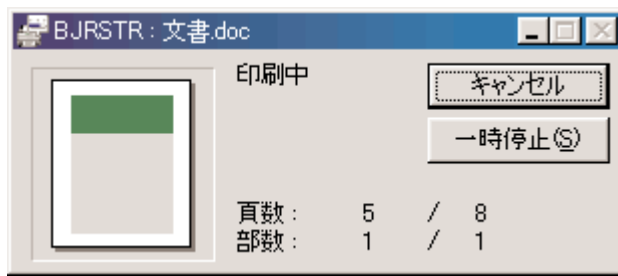 BJRSTR : 文書.doc
印刷中
キャンセル
一時停止(S)
頁数 : 5 / 8
部数 : 1 / 1